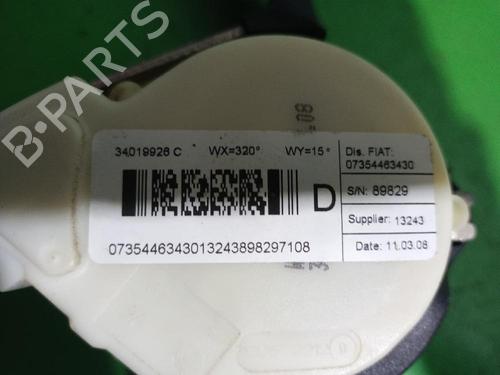 34019926 C WX=320° WY=15°
D
07354463430132438982971​08
Dis. FIAT:
07354463430
S/N: 89829
Supplier: 13243
Date: 11.03.08
B-PARTS